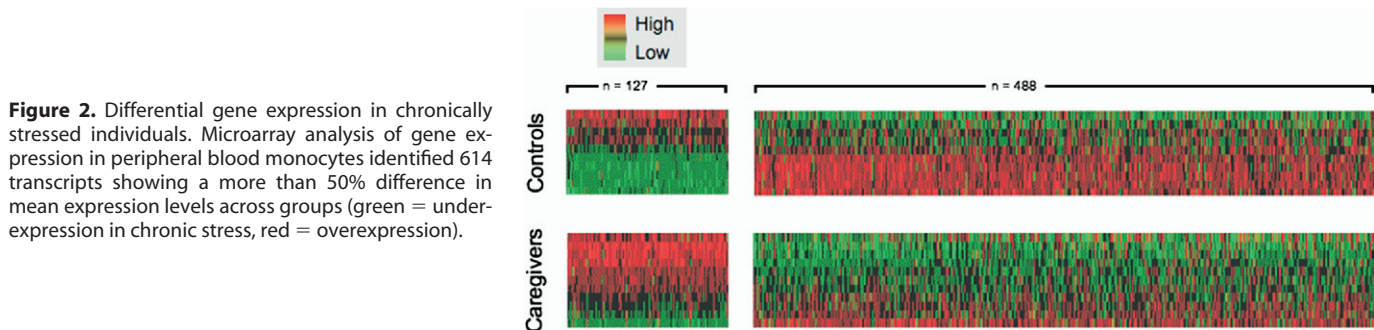 Figure 2. Differential gene expression in chronically
stressed individuals. Microarray analysis of gene ex-
pression in peripheral blood monocytes identified 614
transcripts showing a more than 50% difference in
mean expression levels across groups (green = under-
expression in chronic stress, red = overexpression).
High
Low
n = 127
n = 488
Controls
Caregivers